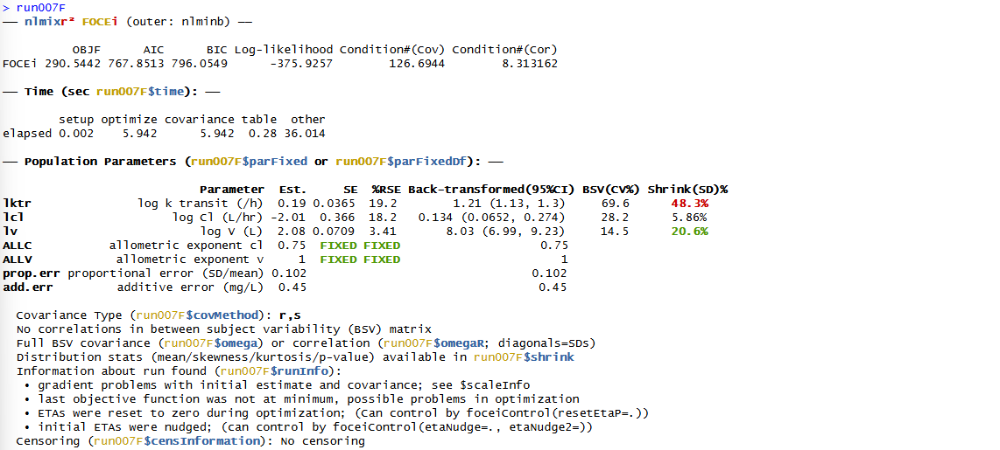 > run007F
── nlmixr² FOCEi (outer: nlminb) ──
OBJF AIC BIC Log-likelihood Condition#(Cov) Condition#(Cor)
FOCEi 290.5442 767.8513 796.0549 -375.9257 126.6944 8.313162
── Time (sec run007F$time): ──
setup optimize covariance table other
elapsed 0.002 5.942 5.942 0.28 36.014
── Population Parameters (run007F$parFixed or run007F$parFixedDf): ──
Parameter Est. SE %RSE Back-transformed(95%CI) BSV(CV%) Shrink(SD)%
lktr log k transit (/h) 0.19 0.0365 19.2 1.21 (1.13, 1.3) 69.6 48.3%
lcl log Cl (L/hr) -2.01 0.366 18.2 0.134 (0.0652, 0.274) 28.2 5.86%
lv log V (L) 2.08 0.0709 3.41 8.03 (6.99, 9.23) 14.5 20.6%
ALLC allometric exponent cl 0.75 FIXED FIXED 0.75
ALLV allometric exponent v 1 FIXED FIXED 1
prop.err proportional error (SD/mean) 0.102 0.102
add.err additive error (mg/L) 0.45 0.45
Covariance Type (run007F$covMethod): r,s
No correlations in between subject variability (BSV) matrix
Full BSV covariance (run007F$omega) or correlation (run007F$omegaR; diagonals=SDs)
Distribution stats (mean/skewness/kurtosis/p-value) available in run007F$shrink
Information about run found (run007F$runInfo):
• gradient problems with initial estimate and covariance; see $scaleInfo
• last objective function was not at minimum, possible problems in optimization
• ETAs were reset to zero during optimization; (Can control by foceiControl(resetEtaP=.))
• initial ETAs were nudged; (can control by foceiControl(etaNudge=., etaNudge2=))
Censoring (run007F$censInformation): No censoring